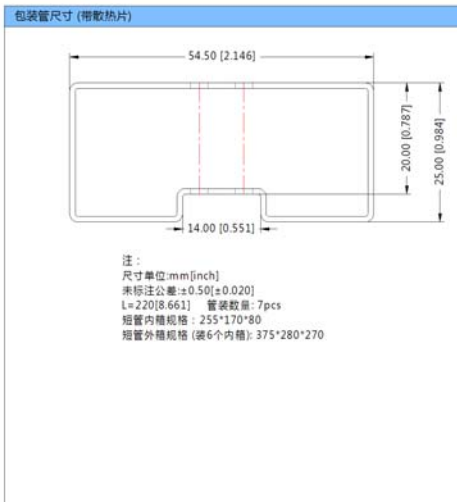 包装管尺寸 (带散热片)
54.50 [2.146]
20.00 [0.787]
25.00 [0.984]
14.00 [0.551]
注：
尺寸单位:mm[inch]
未标注公差:±0.50[±0.020]
L=220[8.661] 管装数量: 7pcs
短管内箱规格：255*170*80
短管外箱规格 (装6个内箱): 375*280*270